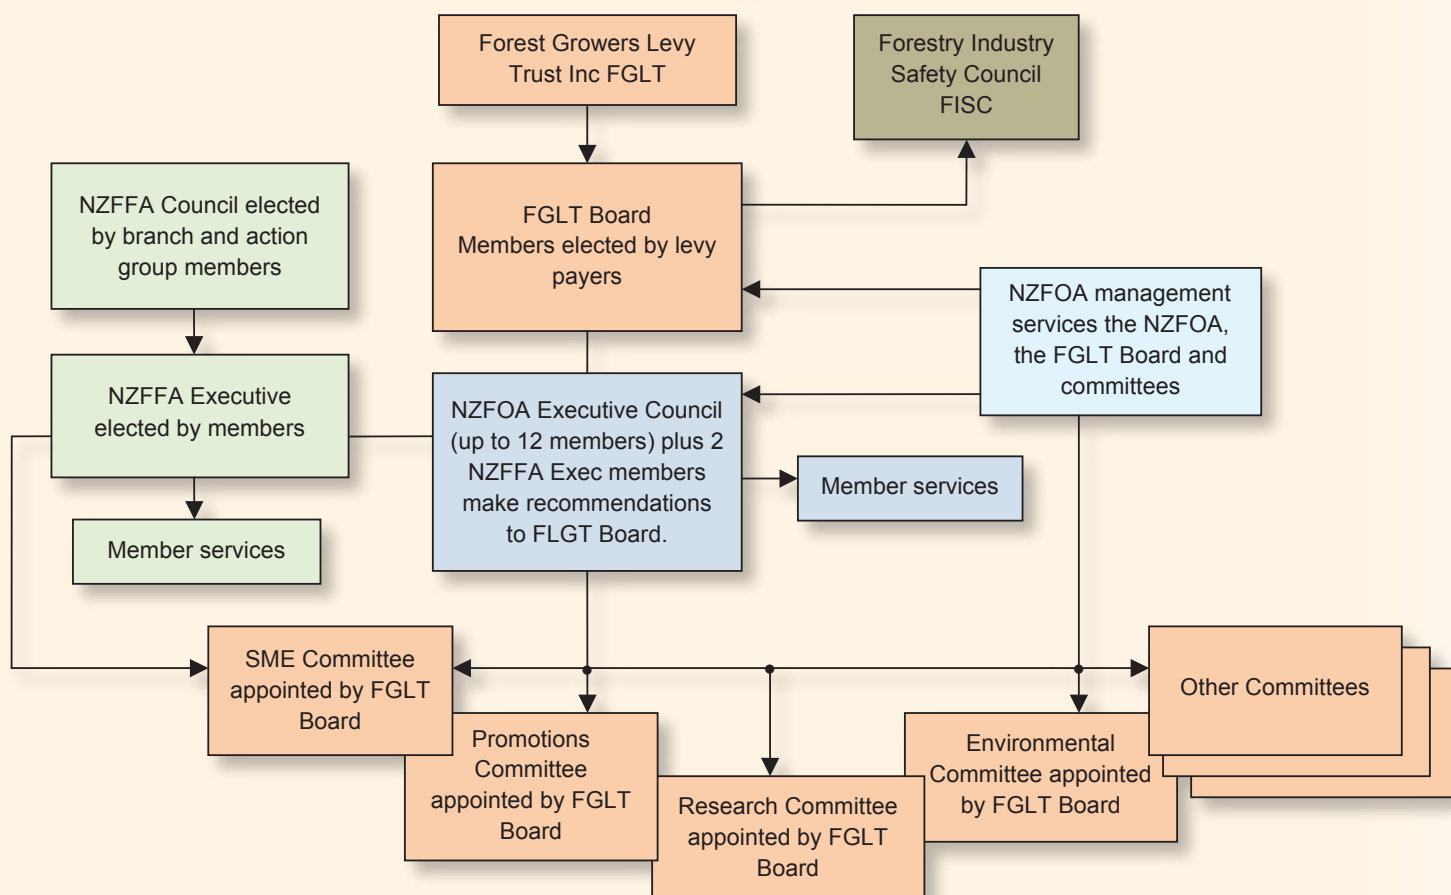 Forest Growers Levy
Trust Inc FGLT
Forestry Industry
Safety Council
FISC
NZFFA Council elected
by branch and action
group members
FGLT Board
Members elected by levy
payers
NZFOA management
services the NZFOA,
the FGLT Board and
committees
NZFFA Executive
elected by members
NZFOA Executive Council
(up to 12 members) plus 2
NZFFA Exec members
make recommendations
to FLGT Board.
Member services
Member services
SME Committee
appointed by FGLT
Board
Promotions
Committee
appointed by FGLT
Board
Research Committee
appointed by FGLT
Board
Environmental
Committee appointed
by FGLT Board
Other Committees